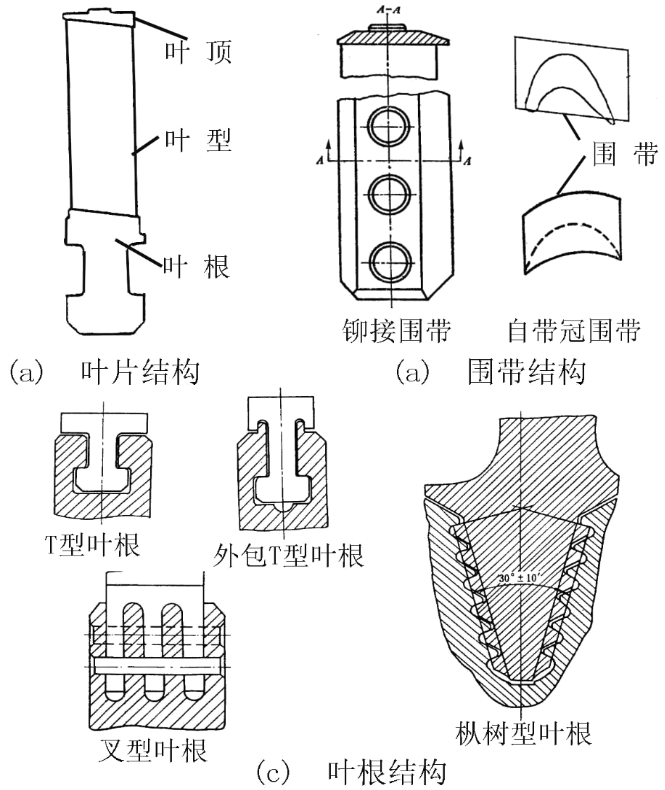 叶 顶
叶 型
叶 根
A-A
A
A
围 带
铆接围带
自带冠围带
(a) 叶片结构
(a) 围带结构
T型叶根
外包T型叶根
30°±10′
叉型叶根
枞树型叶根
(c) 叶根结构